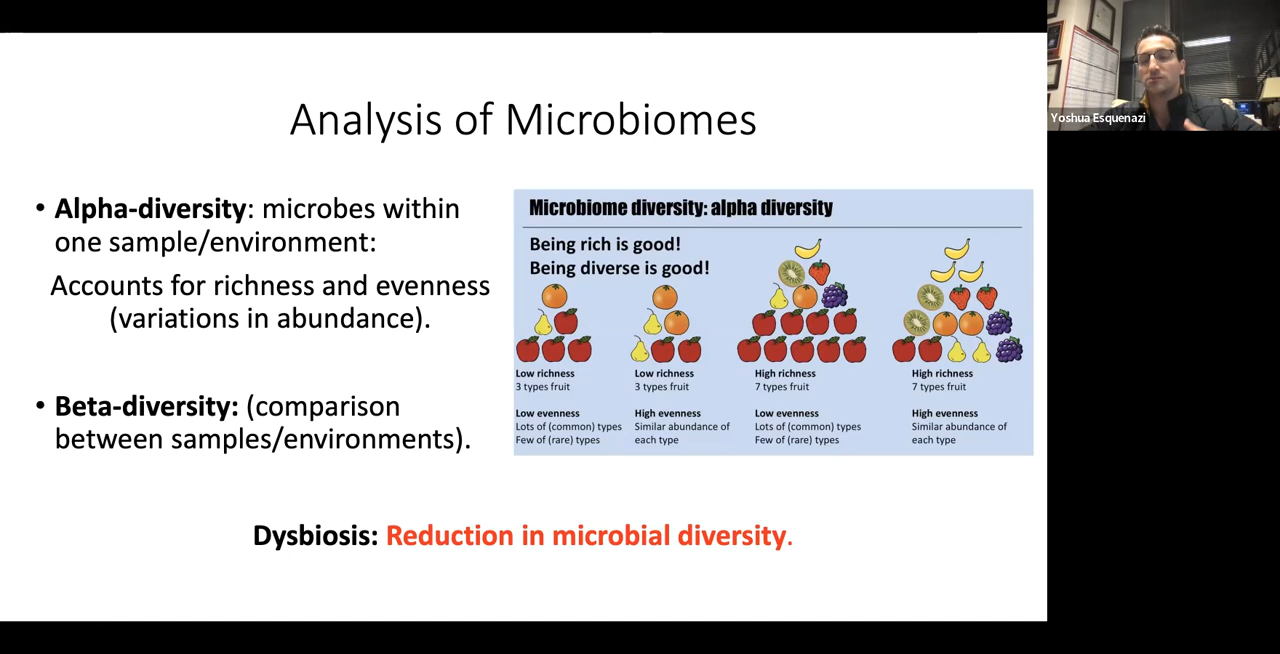 Analysis of Microbiomes
• Alpha-diversity: microbes within
one sample/environment:
Accounts for richness and evenness
(variations in abundance).
• Beta-diversity: (comparison
between samples/environments).
Microbiome diversity: alpha diversity
Being rich is good!
Being diverse is good!
Low richness
3 types fruit
Low evenness
Lots of (common) types
Few of (rare) types
Low richness
3 types fruit
High evenness
Similar abundance of
each type
High richness
7 types fruit
Low evenness
Lots of (common) types
Few of (rare) types
High richness
7 types fruit
High evenness
Similar abundance of
each type
Dysbiosis: Reduction in microbial diversity.
Yoshua Esquenazi